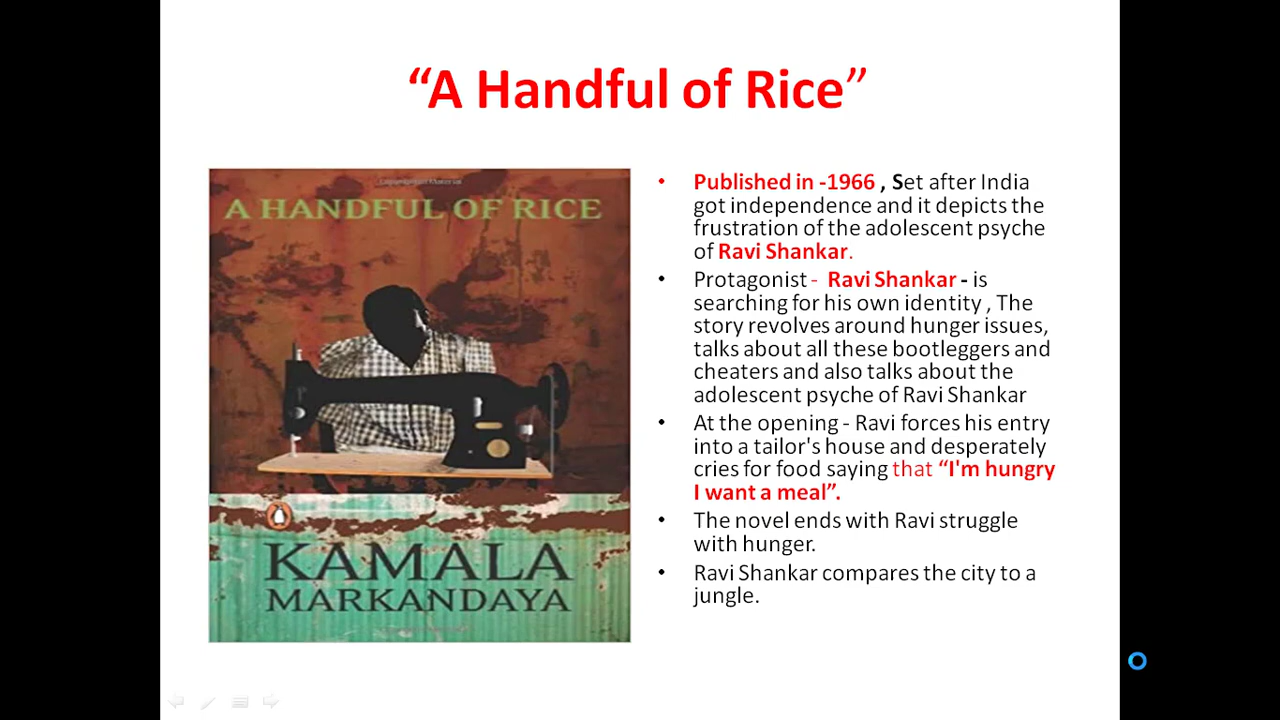 “A Handful of Rice”
A HANDFUL OF RICE
KAMALA
MARKANDAYA
• Published in -1966 , Set after India
got independence and it depicts the
frustration of the adolescent psyche
of Ravi Shankar.
• Protagonist - Ravi Shankar - is
searching for his own identity , The
story revolves around hunger issues,
talks about all these bootleggers and
cheaters and also talks about the
adolescent psyche of Ravi Shankar
• At the opening - Ravi forces his entry
into a tailor's house and desperately
cries for food saying that “I'm hungry
I want a meal”.
• The novel ends with Ravi struggle
with hunger.
• Ravi Shankar compares the city to a
jungle.